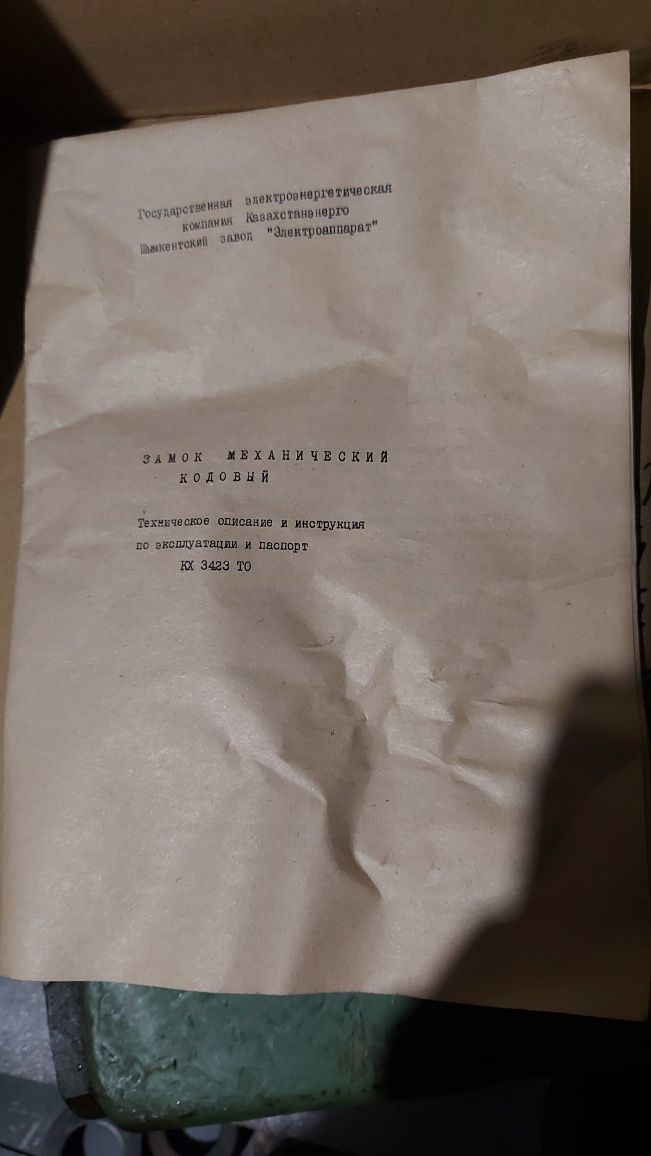 Государственная электроэнергетическая
компания Казахстанэнерго
Шымкентский завод "Электроаппарат"
ЗАМОК МЕХАНИЧЕСКИЙ
КОДОВЫЙ
Техническое описание и инструкция
по эксплуатации и паспорт
КХ 3423 ТО